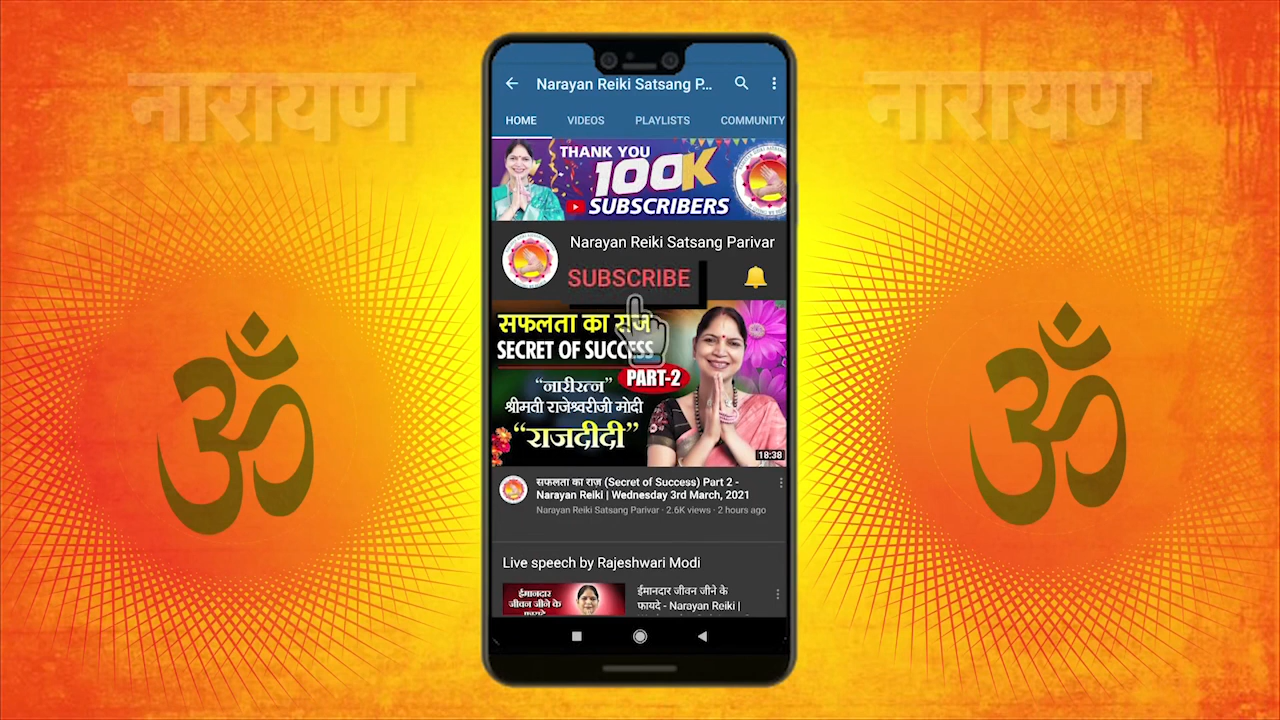 नारायण
नारायण
Narayan Reiki Satsang P...
HOME VIDEOS PLAYLISTS COMMUNITY
THANK YOU
100K
SUBSCRIBERS
Narayan Reiki Satsang Parivar
SUBSCRIBE
सफलता का राज़
SECRET OF SUCCESS
PART-2
“नारीरत्न”
श्रीमती राजेश्वरीजी मोदी
“राजदीदी”
18:38
सफलता का राज़ (Secret of Success) Part 2 -
Narayan Reiki | Wednesday 3rd March, 2021
Narayan Reiki Satsang Parivar · 2.6K views · 2 hours ago
Live speech by Rajeshwari Modi
ईमानदार
जीवन जीने के
ईमानदार जीवन जीने के
फायदे - Narayan Reiki |
ॐ
ॐ